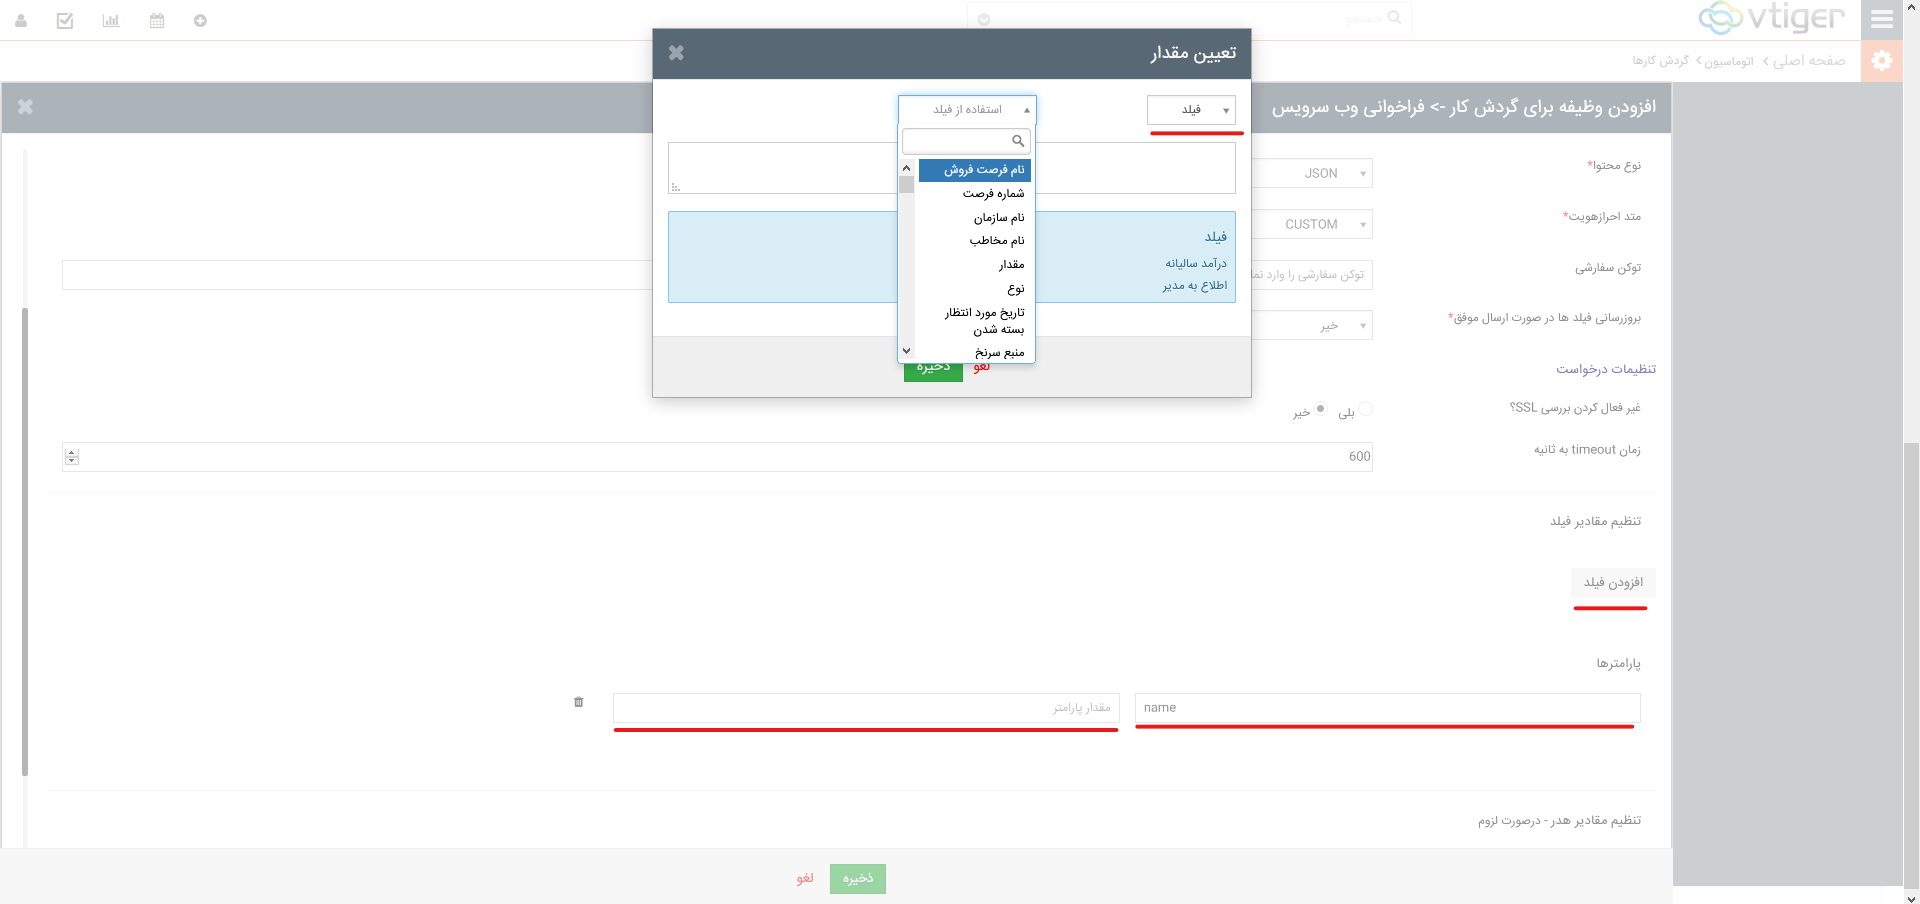 vtiger
جستجو
صفحه اصلی > اتوماسیون > گردش کارها
افزودن وظیفه برای گردش کار -> فراخوانی وب سرویس
تعیین مقدار
فیلد
استفاده از فیلد
نام فرصت فروش
شماره فرصت
نام سازمان
نام مخاطب
مقدار
نوع
تاریخ مورد انتظار
بسته شدن
منبع سرنخ
فیلد
درآمد سالیانه
اطلاع به مدیر
لغو
ذخیره
نوع محتوا*
JSON
متد احرازهویت*
CUSTOM
توکن سفارشی
توکن سفارشی را وارد نما
بروزرسانی فیلد ها در صورت ارسال موفق*
خیر
تنظیمات درخواست
غیر فعال کردن بررسی SSL؟
بلی
خیر
زمان timeout به ثانیه
600
تنظیم مقادیر فیلد
افزودن فیلد
پارامترها
name
مقدار پارامتر
تنظیم مقادیر هدر - درصورت لزوم
ذخیره
لغو